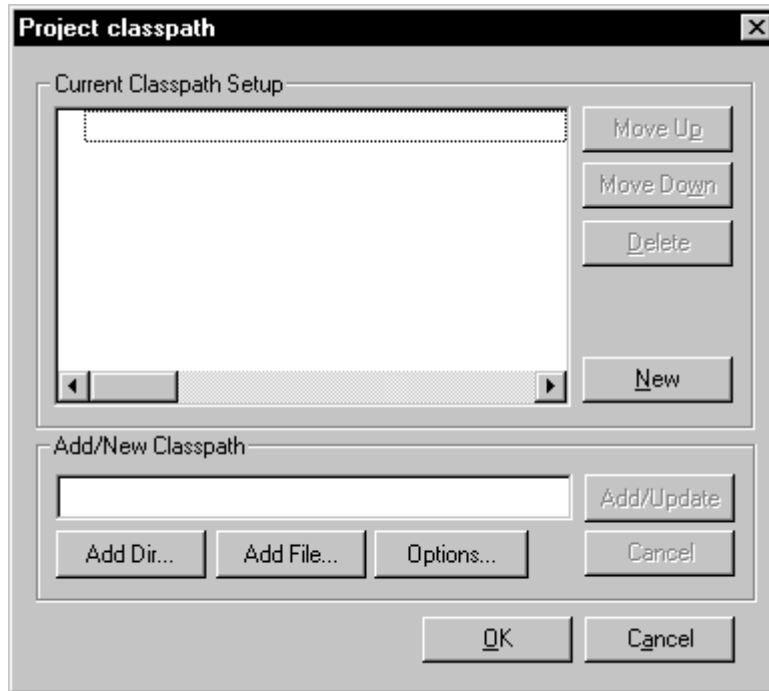 Project classpath
Current Classpath Setup
Move Up
Move Down
Delete
New
Add/New Classpath
Add/Update
Add Dir... Add File... Options... Cancel
OK Cancel